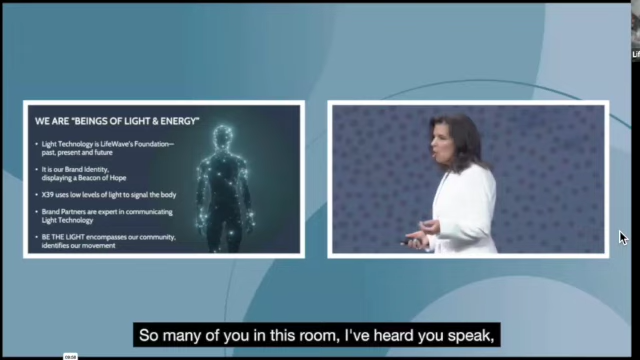 WE ARE "BEINGS OF LIGHT & ENERGY"
• Light Technology is LifeWave's Foundation—
past, present and future
• It is our Brand Identity,
displaying a Beacon of Hope
• X39 uses low levels of light to signal the body
• Brand Partners are expert in communicating
Light Technology
• BE THE LIGHT encompasses our community,
identifies our movement
So many of you in this room, I've heard you speak,